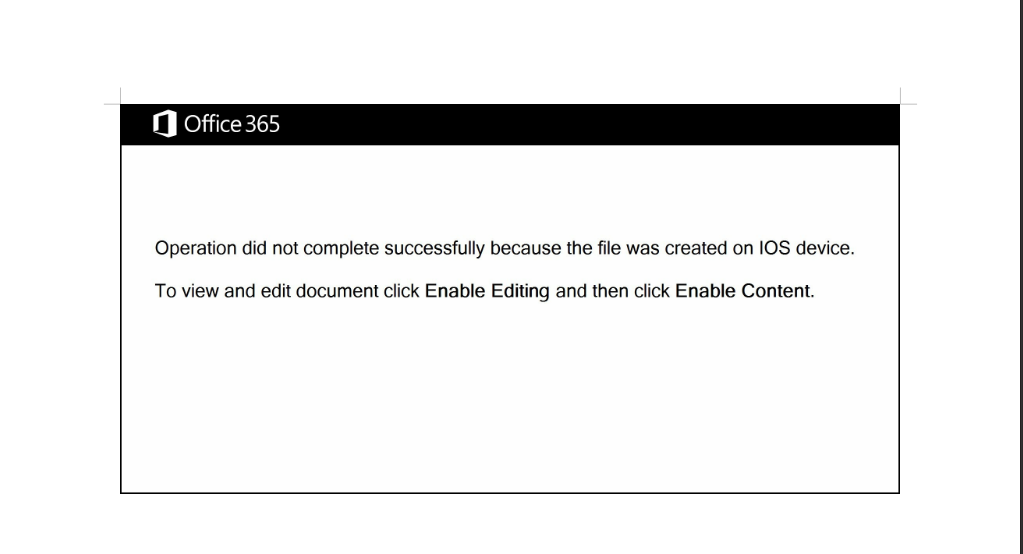 Office 365
Operation did not complete successfully because the file was created on IOS device.
To view and edit document click Enable Editing and then click Enable Content.